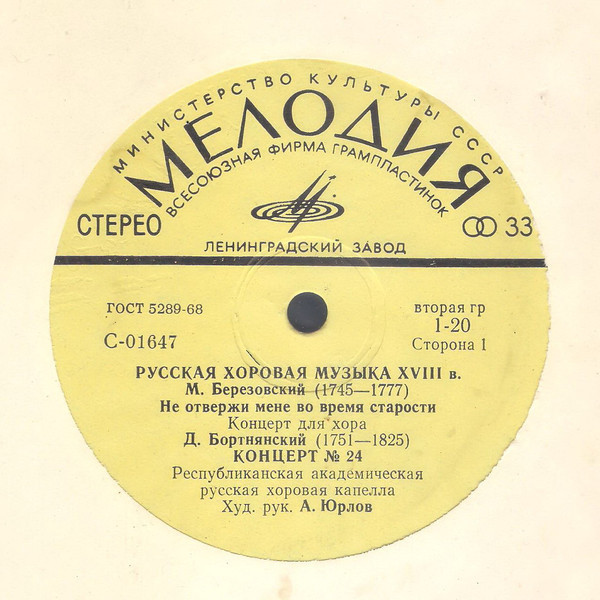 МИНИСТЕРСТВО КУЛЬТУРЫ СССР
МЕЛОДИЯ
ВСЕСОЮЗНАЯ ФИРМА ГРАМПЛАСТИНОК
СТЕРЕО
33
ЛЕНИНГРАДСКИЙ ЗАВОД
ГОСТ 5289-68
вторая гр
1-20
С-01647
Сторона 1
РУССКАЯ ХОРОВАЯ МУЗЫКА XVIII в.
М. Березовский (1745—1777)
Не отвержи мене во время старости
Концерт для хора
Д. Бортнянский (1751—1825)
КОНЦЕРТ № 24
Республиканская академическая
русская хоровая капелла
Худ. рук. А. Юрлов